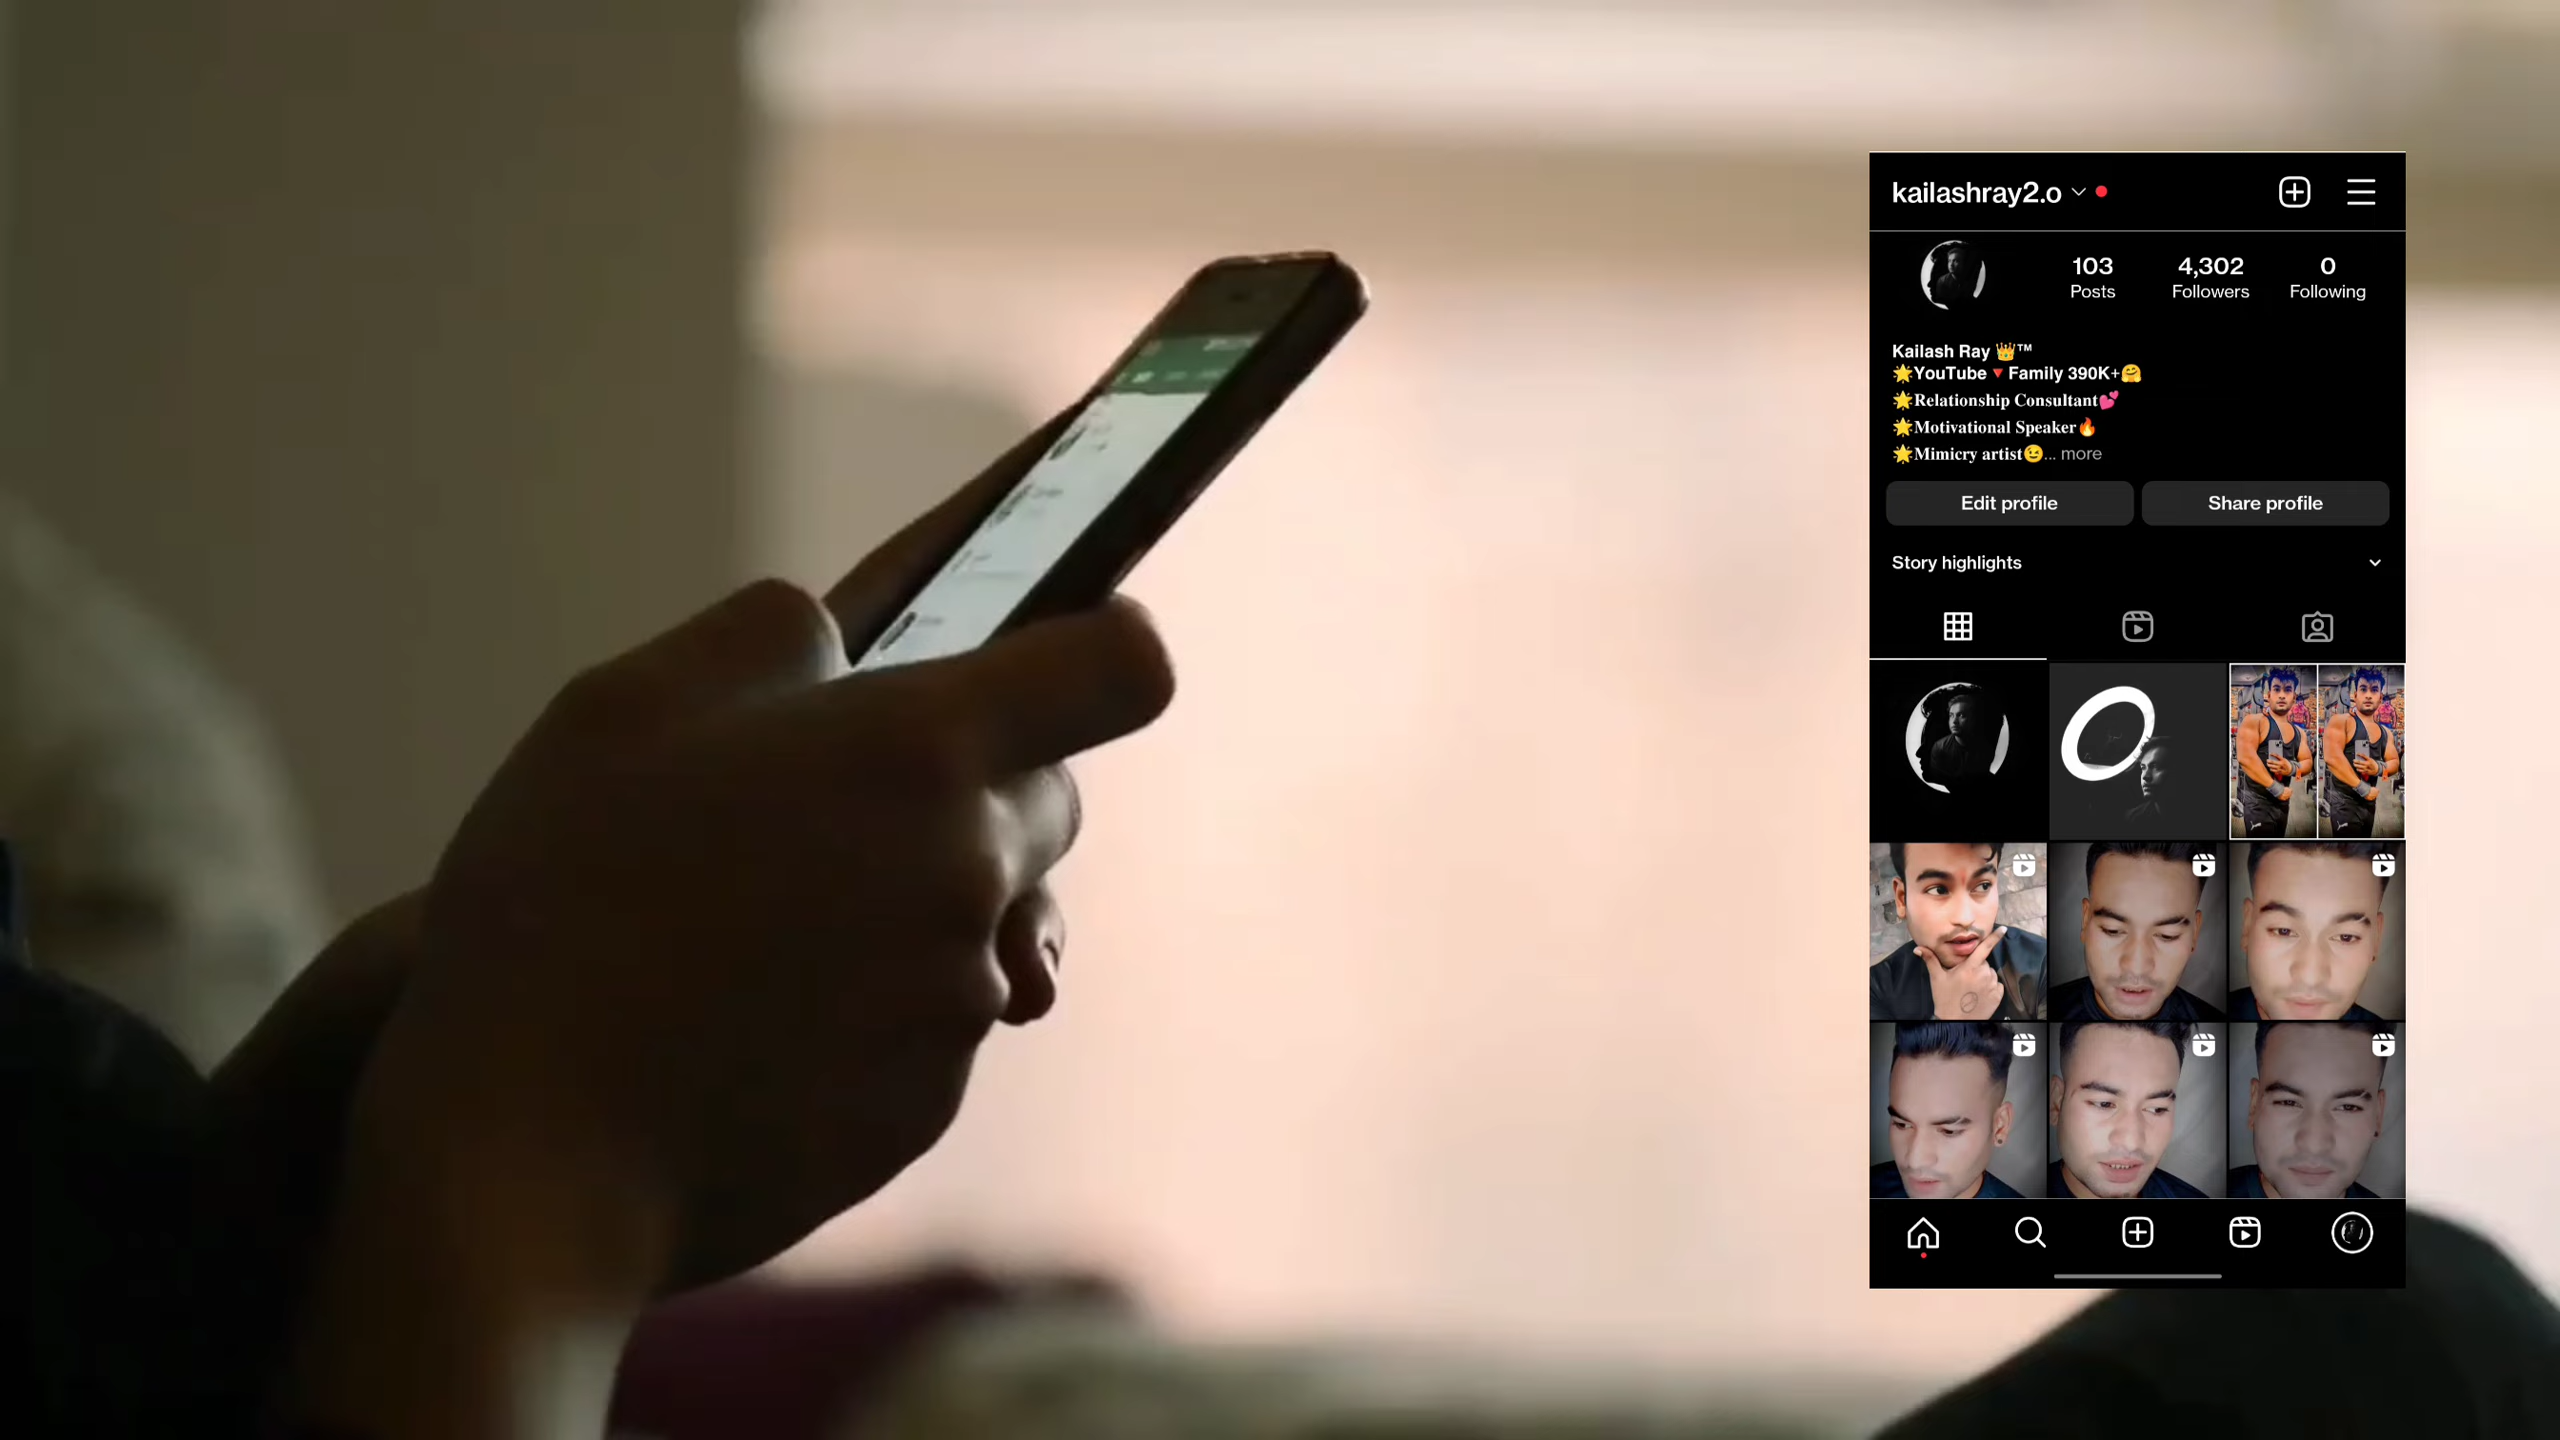 kailashray2.o
103 4,302 0
Posts Followers Following
Kailash Ray 👑™
🌟YouTube🔻Family 390K+🤗
🌟Relationship Consultant💕
🌟Motivational Speaker🔥
🌟Mimicry artist😉... more
Edit profile Share profile
Story highlights